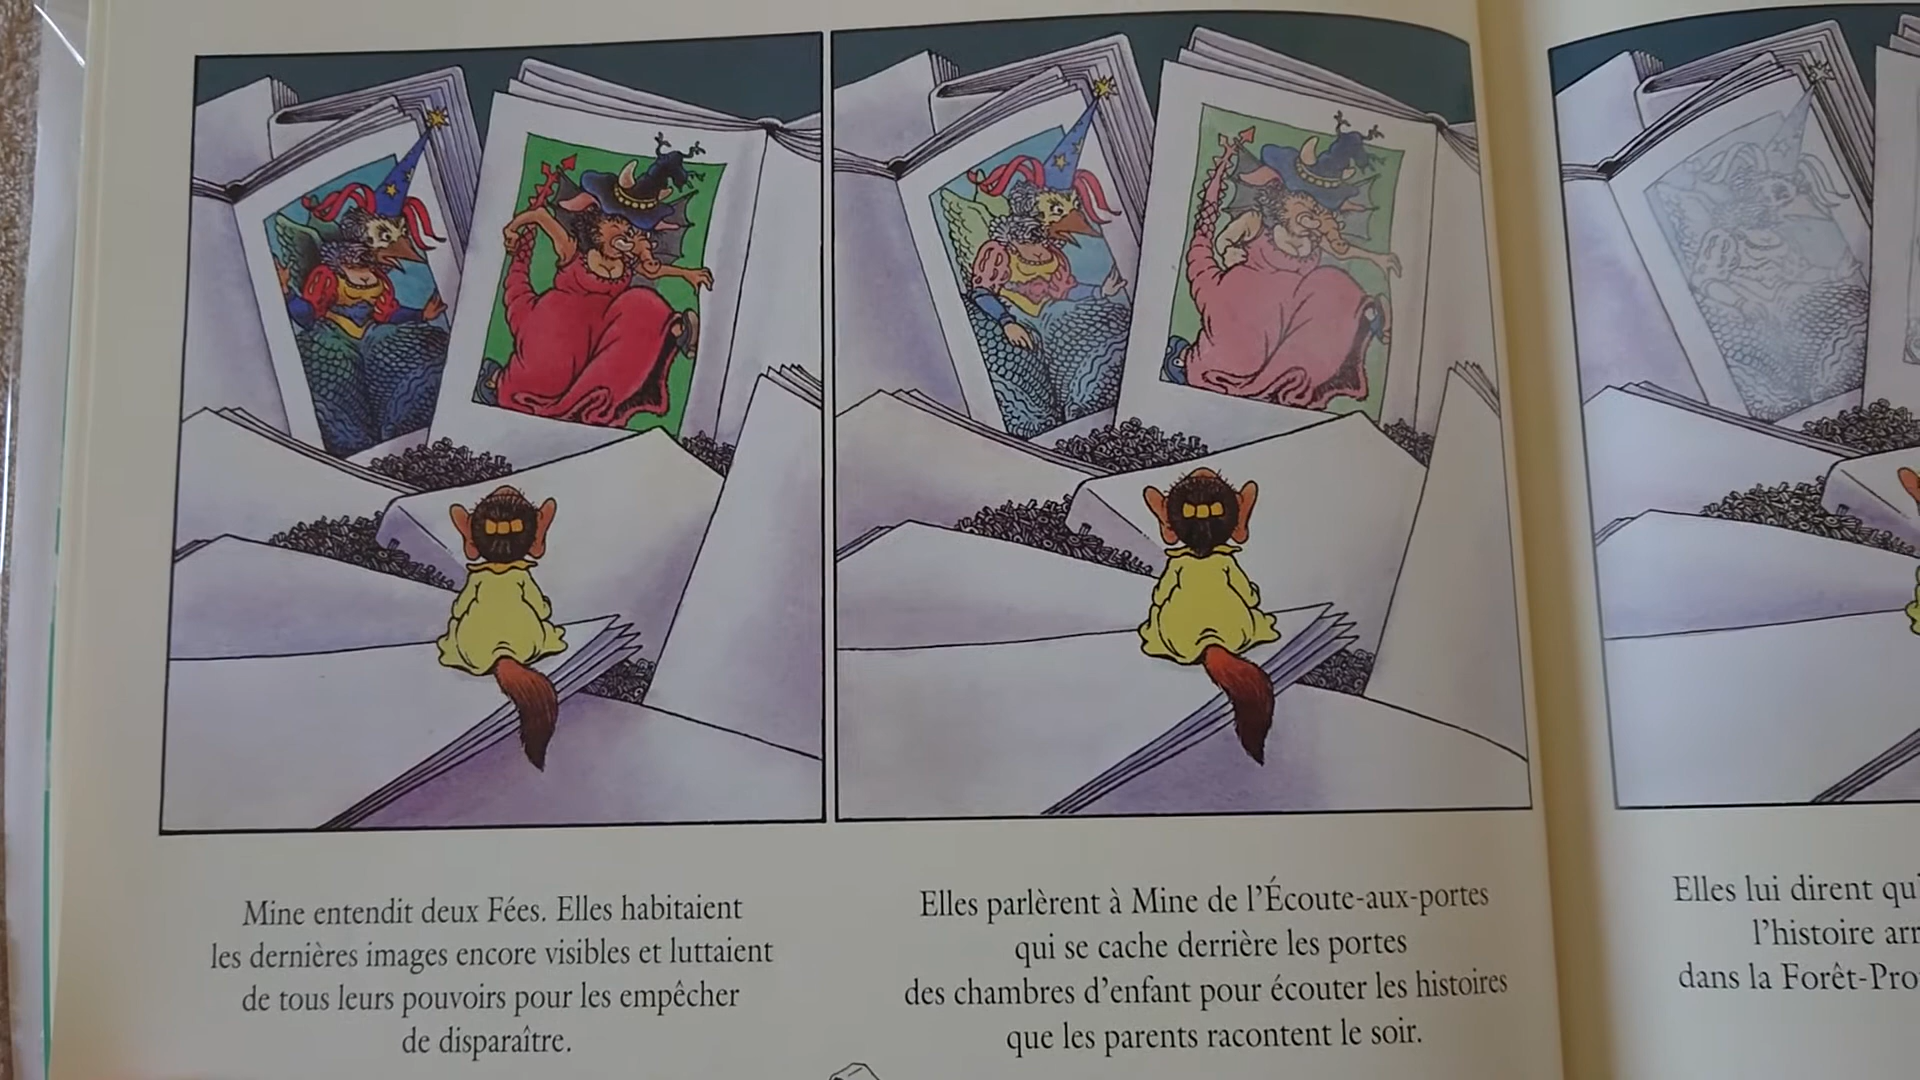 Mine entendit deux Fées. Elles habitaient
les dernières images encore visibles et luttaient
de tous leurs pouvoirs pour les empêcher
de disparaître.
Elles parlèrent à Mine de l'Écoute-aux-portes
qui se cache derrière les portes
des chambres d'enfant pour écouter les histoires
que les parents racontent le soir.
Elles lui dirent qu'
l'histoire
dans la